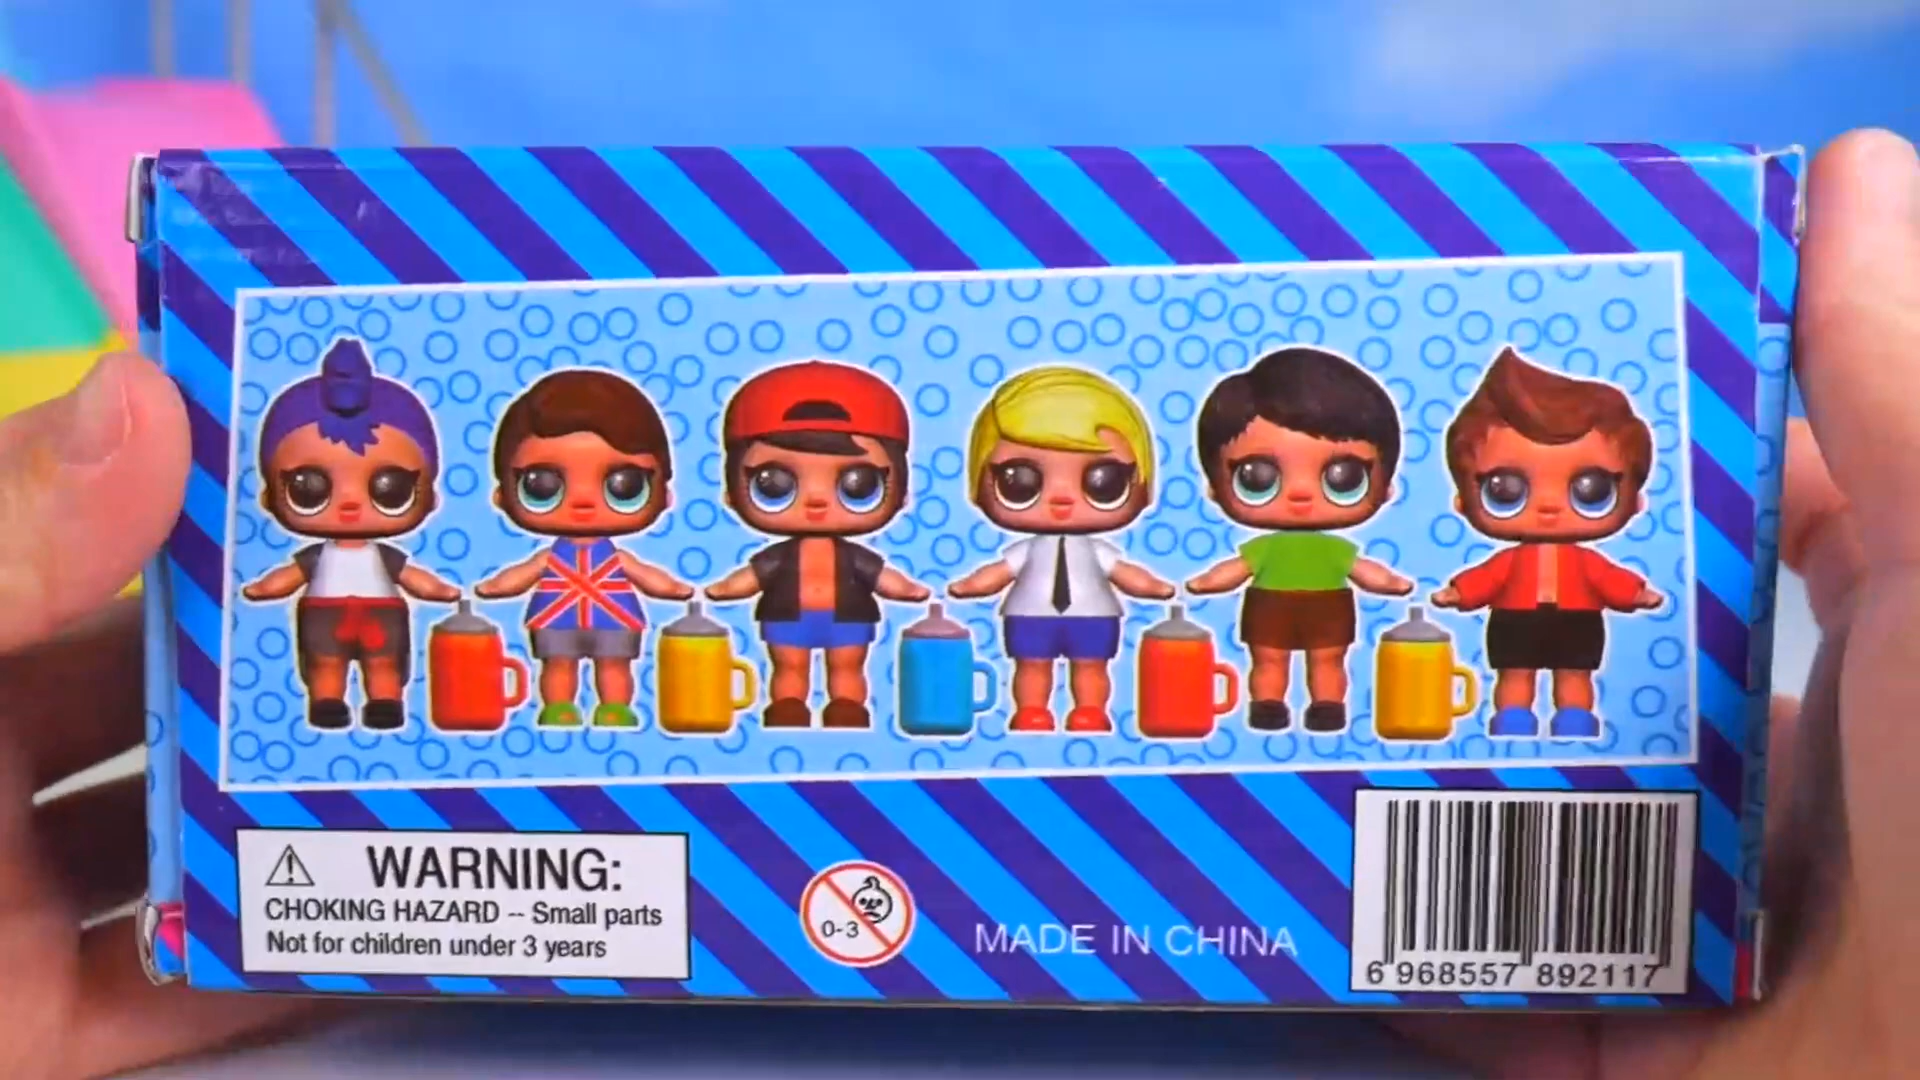 WARNING:
CHOKING HAZARD -- Small parts
Not for children under 3 years
0-3
MADE IN CHINA
6 968557 892117